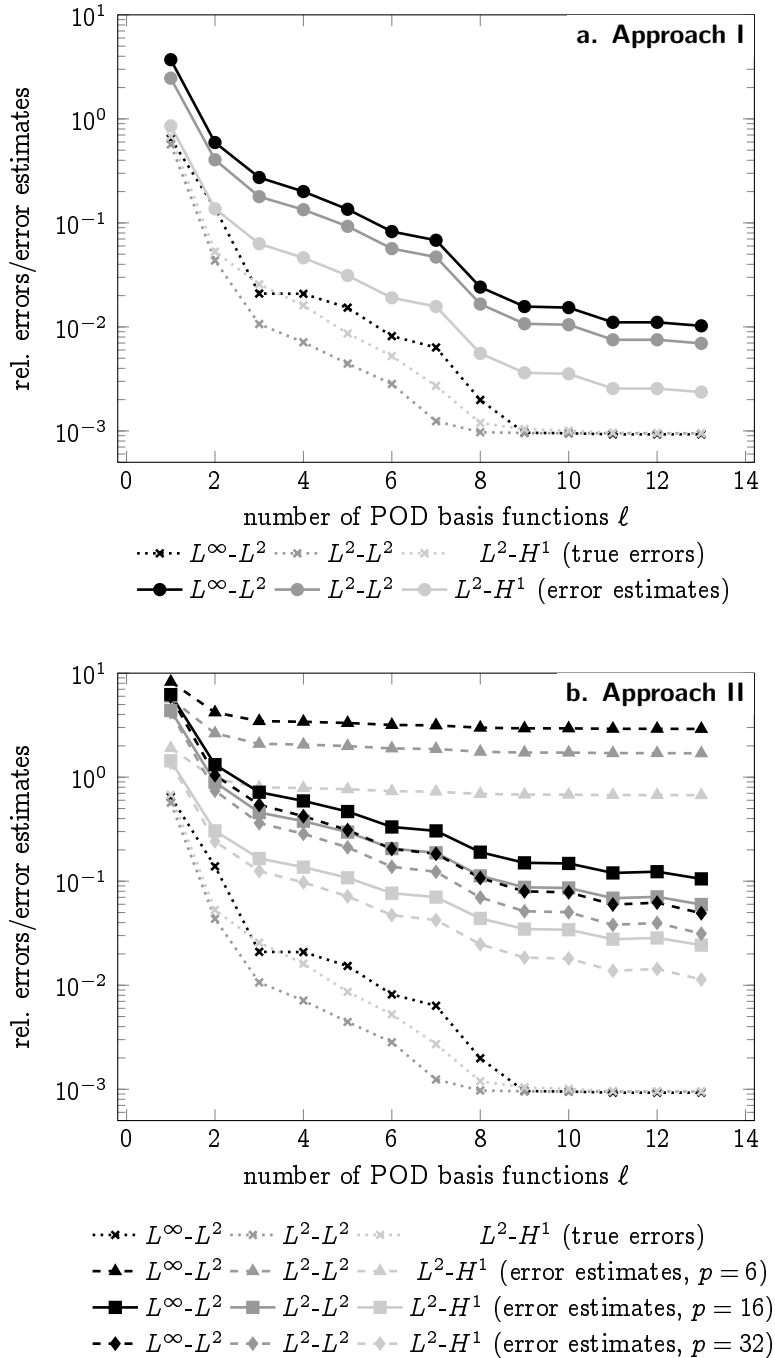 a. Approach I
10^1
10^0
10^−1
10^−2
10^−3
rel. errors/error estimates
0 2 4 6 8 10 12 14
number of POD basis functions ℓ
L^∞-L^2 L^2-L^2 L^2-H^1 (true errors)
L^∞-L^2 L^2-L^2 L^2-H^1 (error estimates)
b. Approach II
10^1
10^0
10^−1
10^−2
10^−3
rel. errors/error estimates
0 2 4 6 8 10 12 14
number of POD basis functions ℓ
L^∞-L^2 L^2-L^2 L^2-H^1 (true errors)
L^∞-L^2 L^2-L^2 L^2-H^1 (error estimates, p = 6)
L^∞-L^2 L^2-L^2 L^2-H^1 (error estimates, p = 16)
L^∞-L^2 L^2-L^2 L^2-H^1 (error estimates, p = 32)